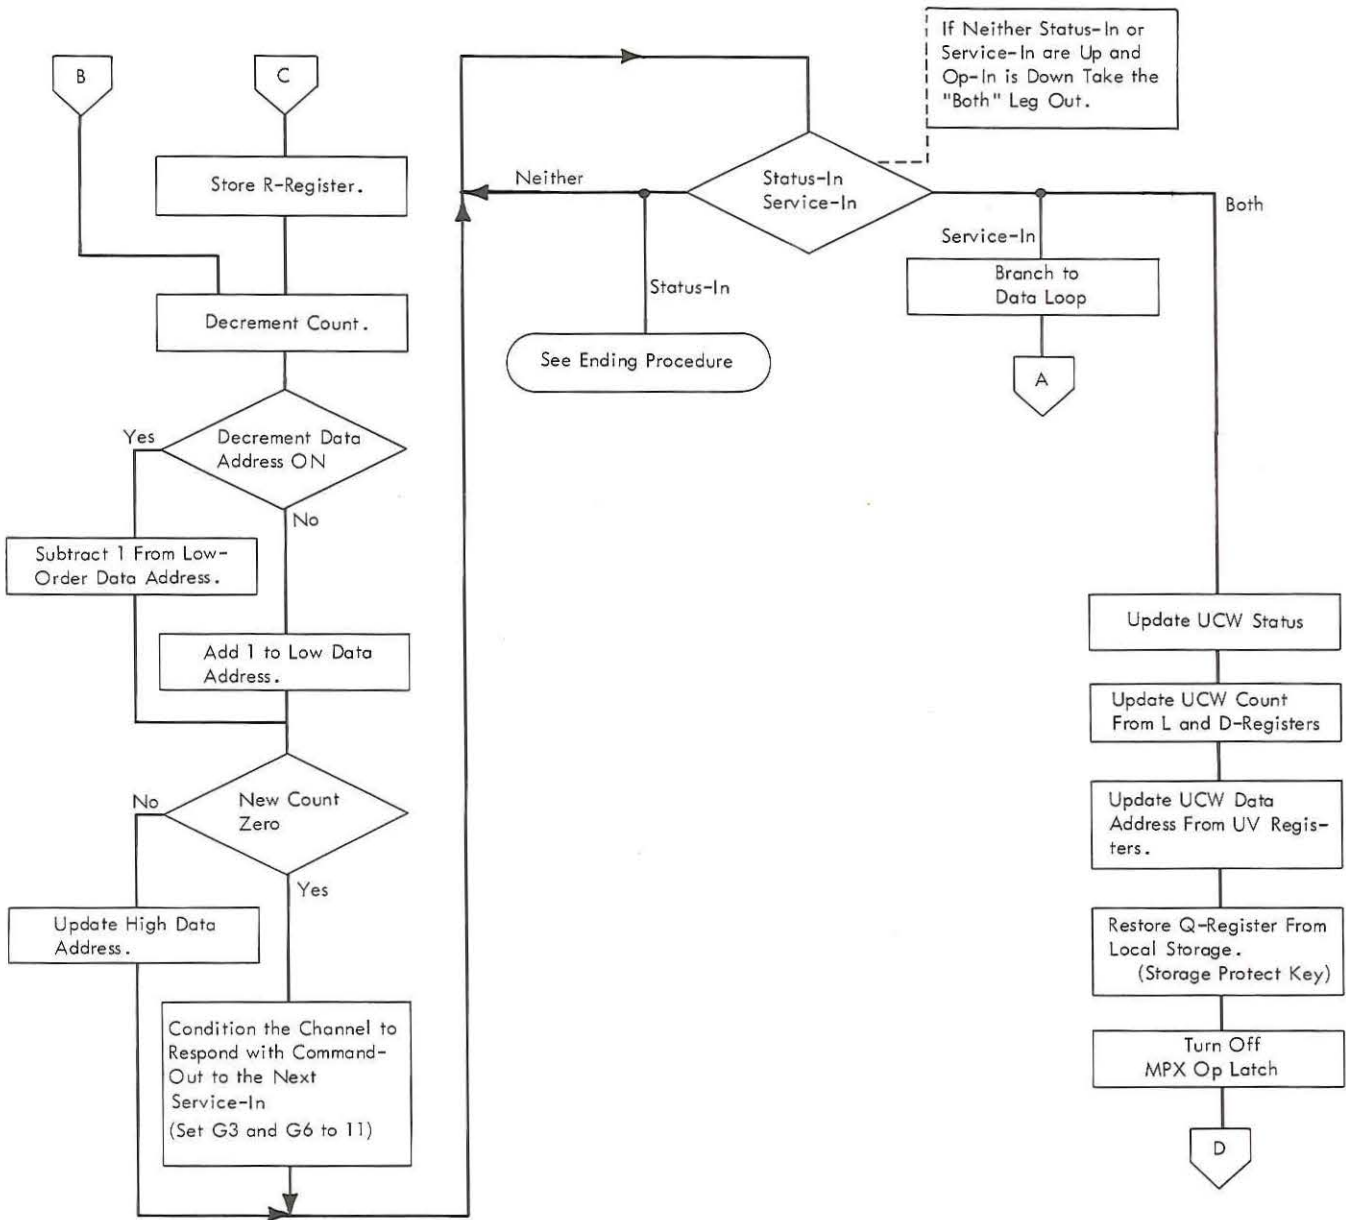 B
C
Store R-Register.
Decrement Count.
Decrement Data
Address ON
Yes
No
Subtract 1 From Low-
Order Data Address.
Add 1 to Low Data
Address.
New Count
Zero
No
Yes
Update High Data
Address.
Condition the Channel to
Respond with Command-
Out to the Next
Service-In
(Set G3 and G6 to 11)
If Neither Status-In or
Service-In are Up and
Op-In is Down Take the
"Both" Leg Out.
Status-In
Service-In
Neither
Status-In
See Ending Procedure
Service-In
Branch to
Data Loop
A
Both
Update UCW Status
Update UCW Count
From L and D-Registers
Update UCW Data
Address From UV Regis-
ters.
Restore Q-Register From
Local Storage.
(Storage Protect Key)
Turn Off
MPX Op Latch
D